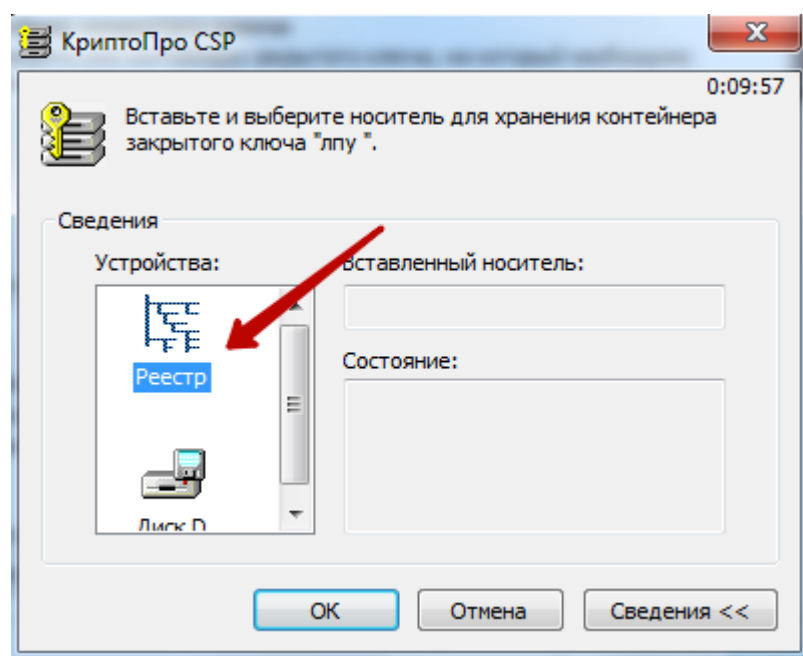 КриптоПро CSP
0:09:57
Вставьте и выберите носитель для хранения контейнера
закрытого ключа "лпу ".
Сведения
Устройства:
Вставленный носитель:
Реестр
Состояние:
Диск D
OK
Отмена
Сведения <<